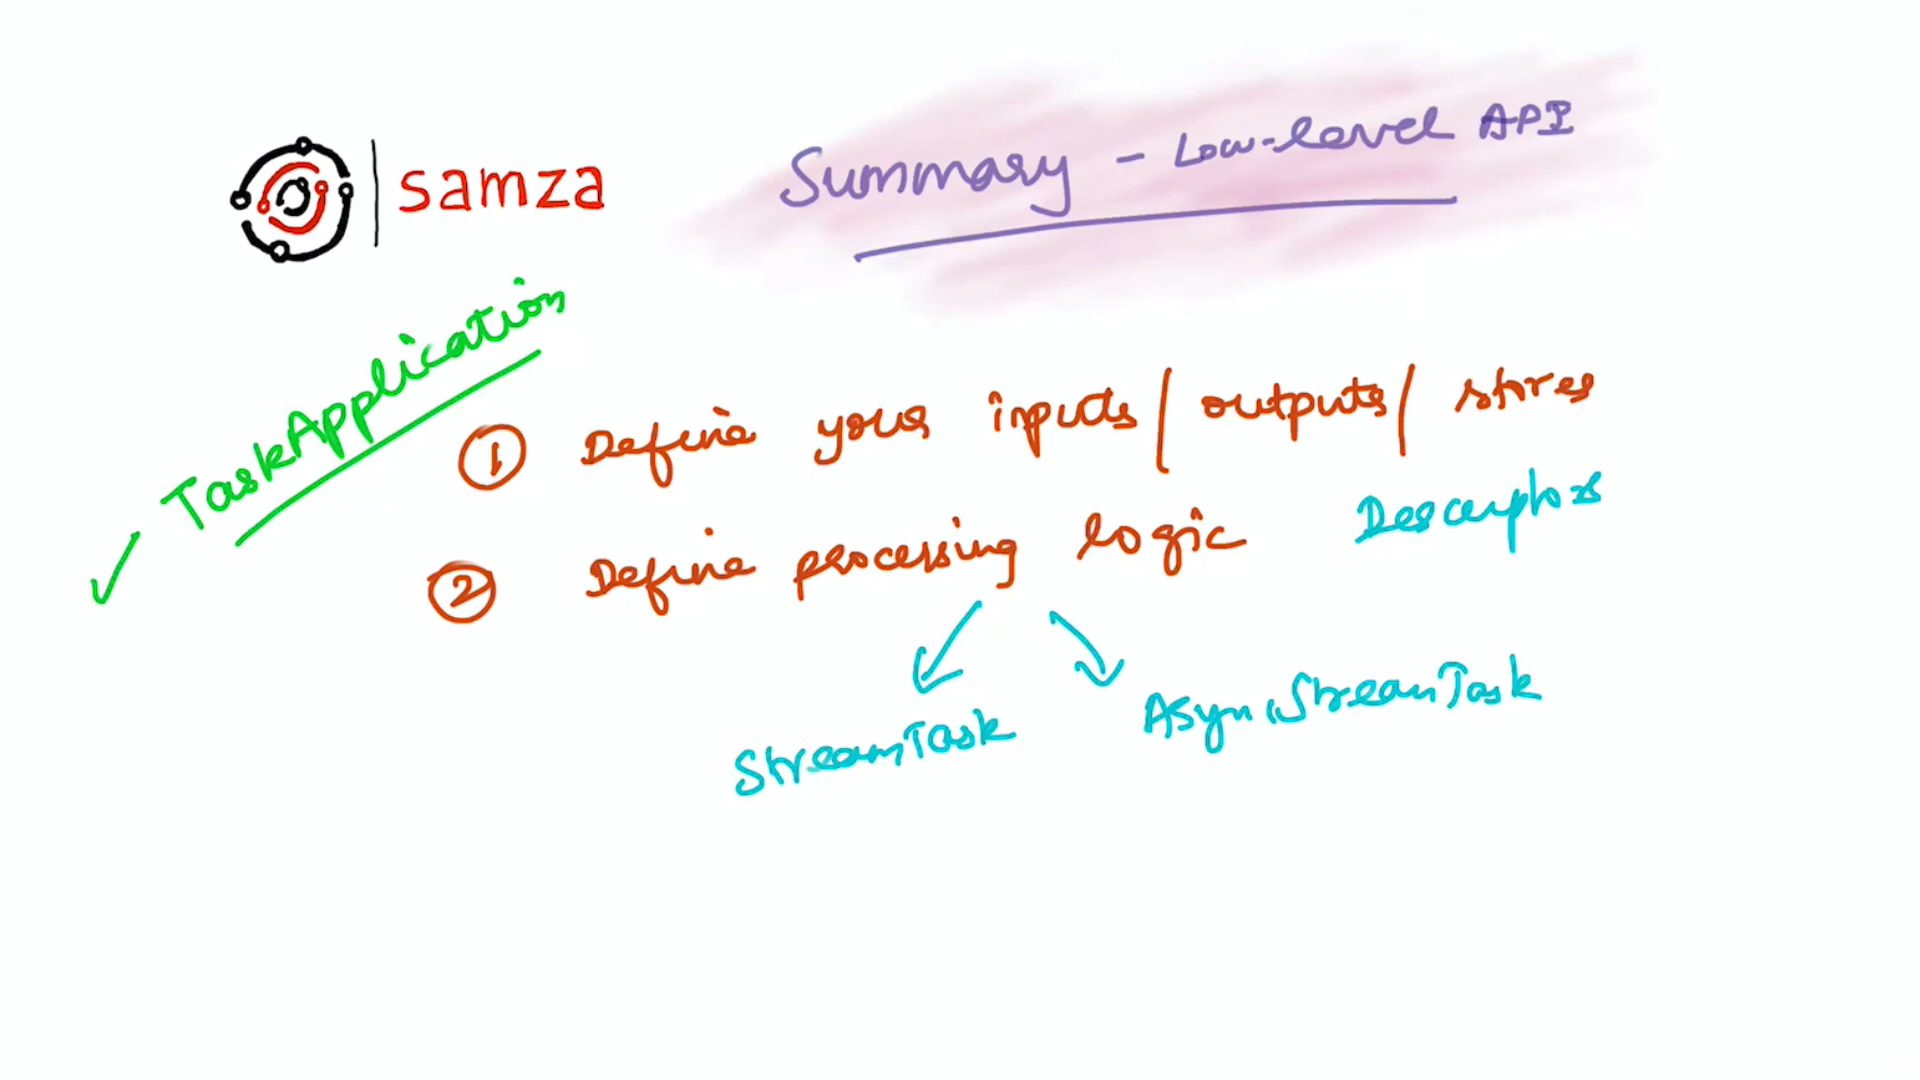 samza
Summary - Low-level API
TaskApplication
1 Define your inputs/outputs/stores
Descriptors
2 Define processing logic
StreamTask
AsyncStreamTask